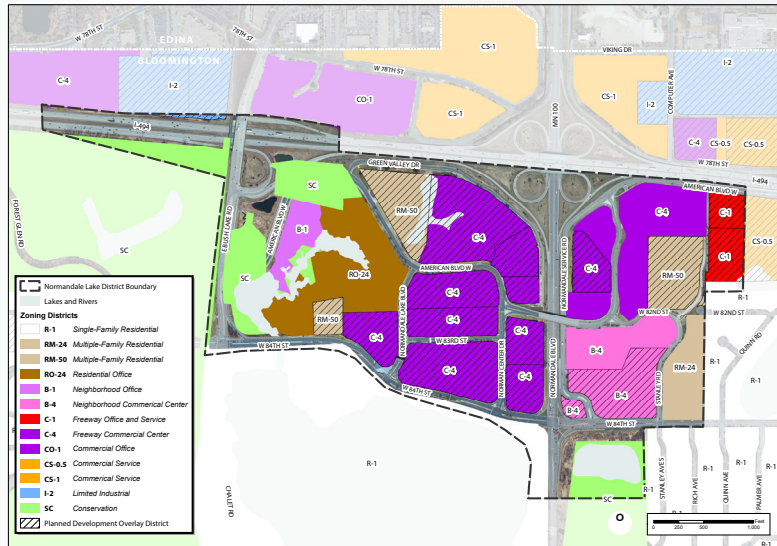 W 78TH ST
78TH ST
EDINA
BLOOMINGTON
VIKING DR
CS-1
C-4
I-2
W 78TH ST
CO-1
CS-1
MN 100
CS-1
I-2
COMPUTER AVE
C-4
CS-0.5
CS-0.5
W 78TH ST
I-494
I-494
GREEN VALLEY DR
AMERICAN BLVD W
SC
FOREST GLEN RD
SC
E BUSH LAKE RD
AMERICAN BLVD W
B-1
RM-50
C-4
C-4
C-1
CS-0.5
SC
RO-24
AMERICAN BLVD W
C-4
NORMANDALE SERVICE RD
C-4
RM-50
C-1
R-1
RM-50
C-4
NORMANDALE LAKE BLVD
C-4
W 82ND ST
W 82ND ST
QUINN RD
W 84TH ST
C-4
W 83RD ST
C-4
C-4
NORMAN CENTER DR
C-4
C-4
NORMANDALE BLVD
B-4
B-4
B-4
STANLEY RD
RM-24
R-1
W 84TH ST
W 84TH ST
R-1
CHALET RD
SC
R-1
STANLEY AVE S
R-1
RICH AVE
R-1
QUINN AVE
R-1
PALMER AVE
R-1
Normandale Lake District Boundary
Lakes and Rivers
Zoning Districts
R-1 Single-Family Residential
RM-24 Multiple-Family Residential
RM-50 Multiple-Family Residential
RO-24 Residential Office
B-1 Neighborhood Office
B-4 Neighborhood Commerical Center
C-1 Freeway Office and Service
C-4 Freeway Commercial Center
CO-1 Commercial Office
CS-0.5 Commercial Service
CS-1 Commerical Service
I-2 Limited Industrial
SC Conservation
Planned Development Overlay District
O
Feet
0 250 500 1,000